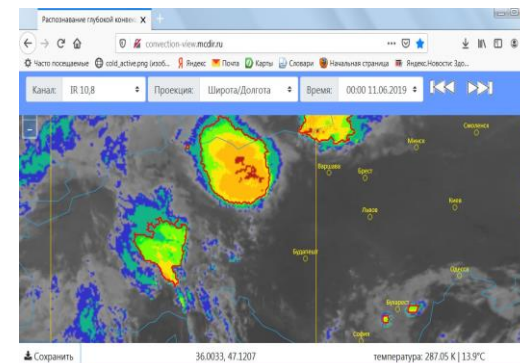 Распознавание глубокой конвек
convection-view.mcdir.ru
Часто посещаемые cold_active.png (изоб... Яндекс Почта Карты Словари Начальная страница Яндекс.Новости: Здо...
Канал: IR 10,8 Проекция: Широта/Долгота Время: 00:00 11.06.2019
Смоленск
Минск
Варшава
Брест
Львов
Киев
Будапешт
Одесса
Бухарест
София
Сохранить 36.0033, 47.1207 температура: 287.05 K | 13.9°C